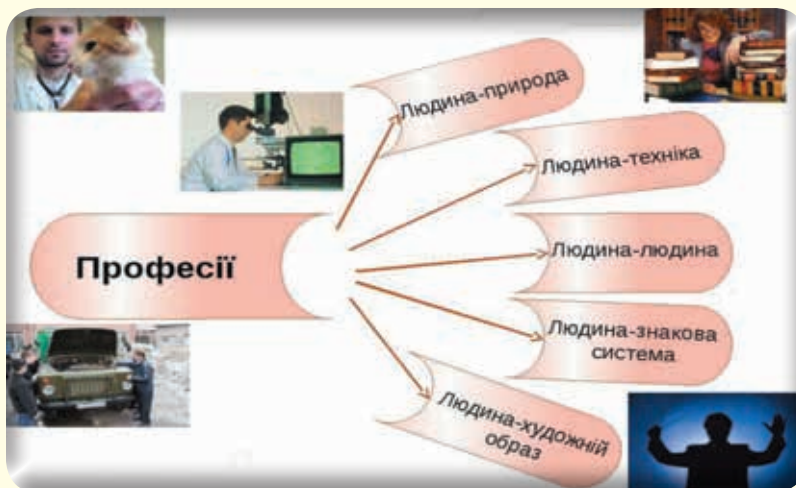 Людина-природа
Людина-техніка
Професії
Людина-людина
Людина-знакова
система
Людина-художній
образ